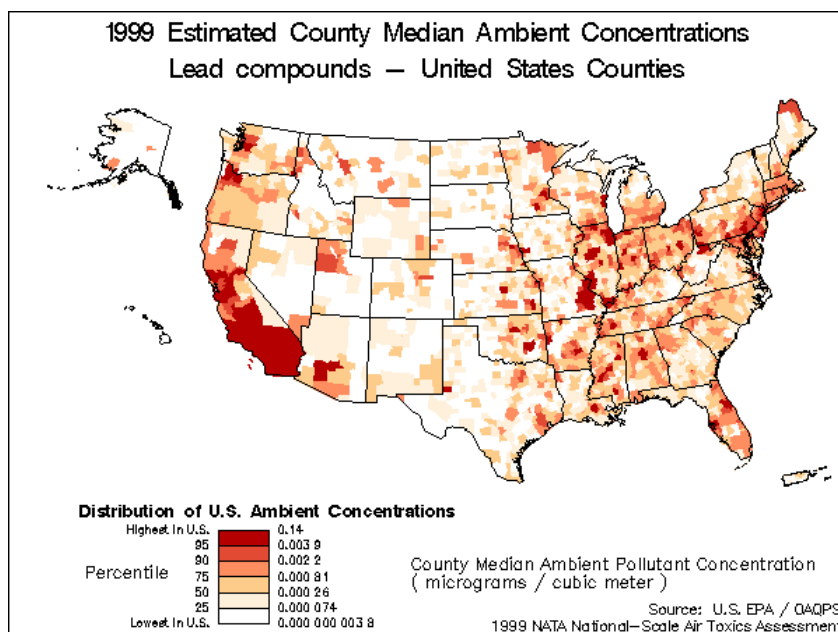 1999 Estimated County Median Ambient Concentrations
Lead compounds — United States Counties
Distribution of U.S. Ambient Concentrations
Highest In U.S. 0.14
95 0.003 9
90 0.002 2
Percentile 75 0.000 81
50 0.000 26
25 0.000 074
Lowest In U.S. 0.000 000 003 8
County Median Ambient Pollutant Concentration
( micrograms / cubic meter )
Source: U.S. EPA / OAQPS
1999 NATA National—Scale Air Toxics Assessment